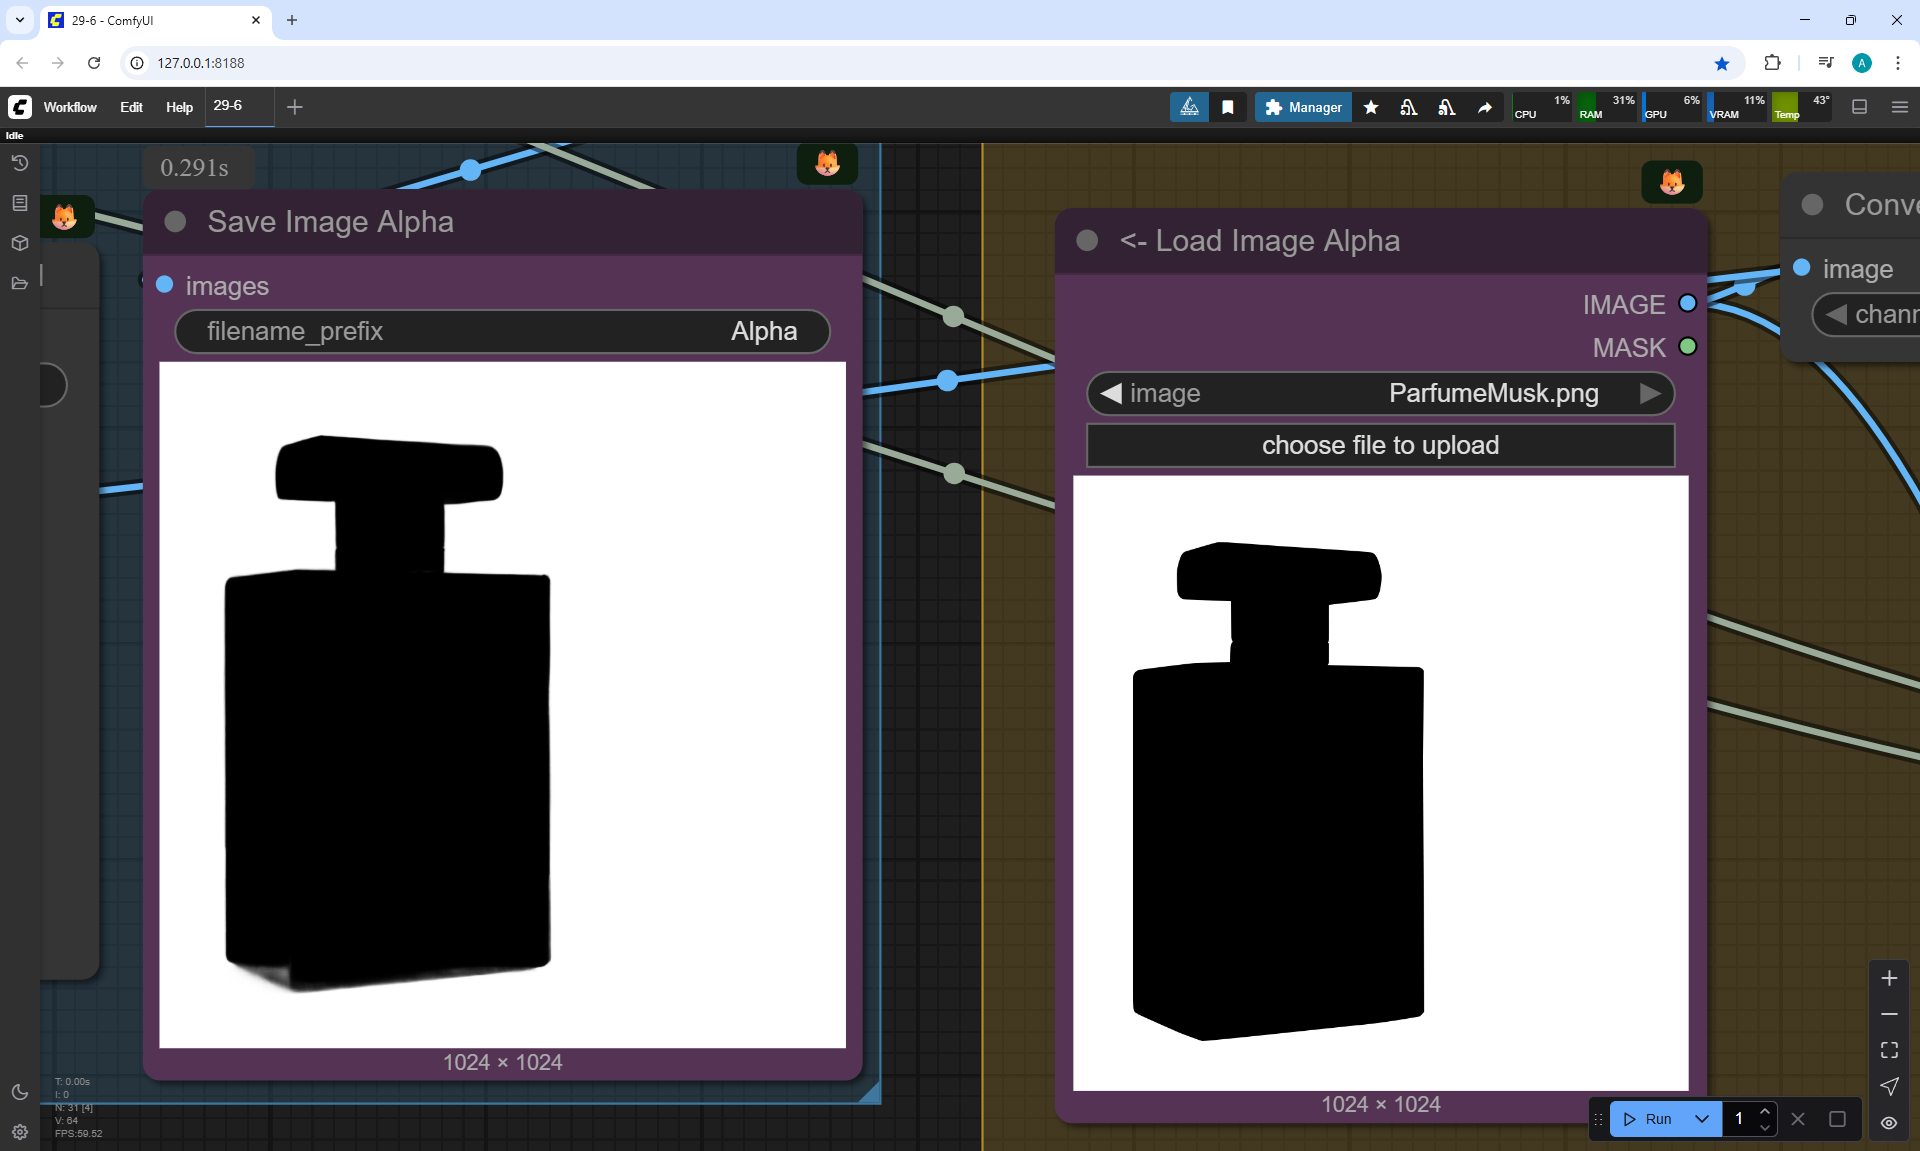 29-6 - ComfyUI
127.0.0.1:8188
Workflow Edit Help 29-6
Manager
CPU 1% RAM 31% GPU 6% VRAM 11% Temp 43°
Idle
0.291s
Save Image Alpha
images
filename_prefix Alpha
1024 × 1024
<- Load Image Alpha
IMAGE
MASK
image ParfumeMusk.png
choose file to upload
1024 × 1024
Conve
image
chann
T: 0.00s
I: 0
N: 31 [4]
V: 64
FPS:59.52
Run 1
A